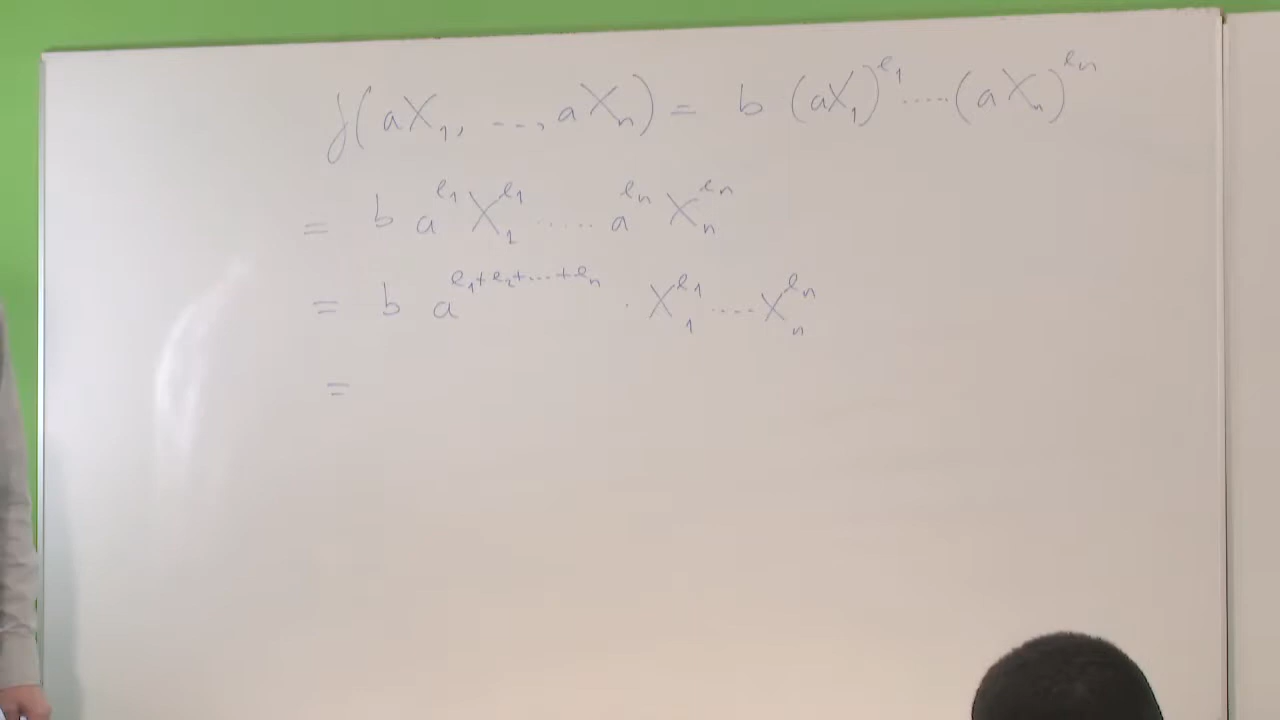 f(aX₁, ..., aXₙ) = b (aX₁)^{e₁} ..... (aXₙ)^{eₙ}
= b a^{e₁} X₁^{e₁} ..... a^{eₙ} Xₙ^{eₙ}
= b a^{e₁+e₂+...+eₙ} · X₁^{e₁} ..... Xₙ^{eₙ}
=